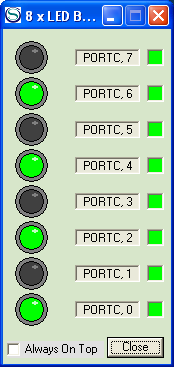 8 x LED B...
PORTC, 7
PORTC, 6
PORTC, 5
PORTC, 4
PORTC, 3
PORTC, 2
PORTC, 1
PORTC, 0
Always On Top
Close